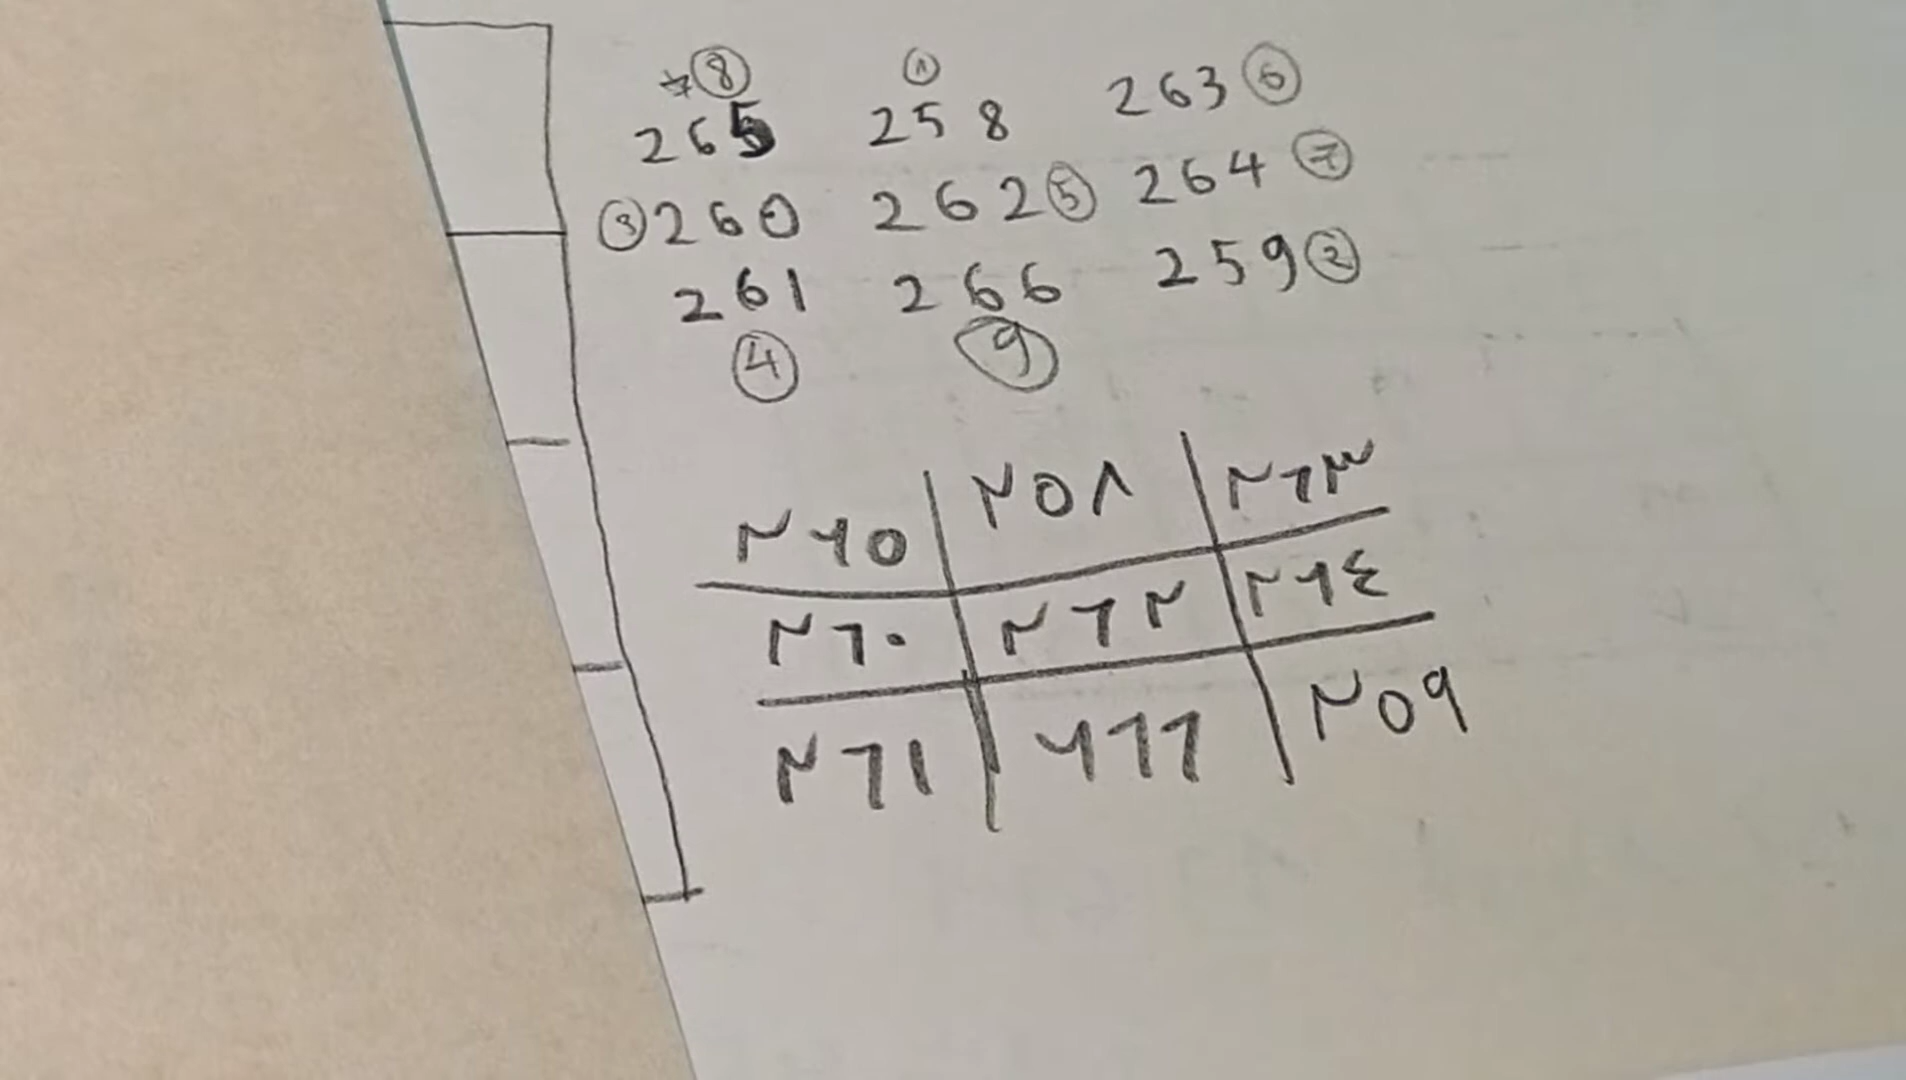 * ⑧ ①
265 258 263 ⑥
③ 260 262 ⑤ 264 ⑦
261 266 259 ②
④ ⑨
٢٦٥ ٢٥٨ ٢٦٣
٢٦٠ ٢٦٢ ٢٦٤
٢٦١ ٢٦٦ ٢٥٩